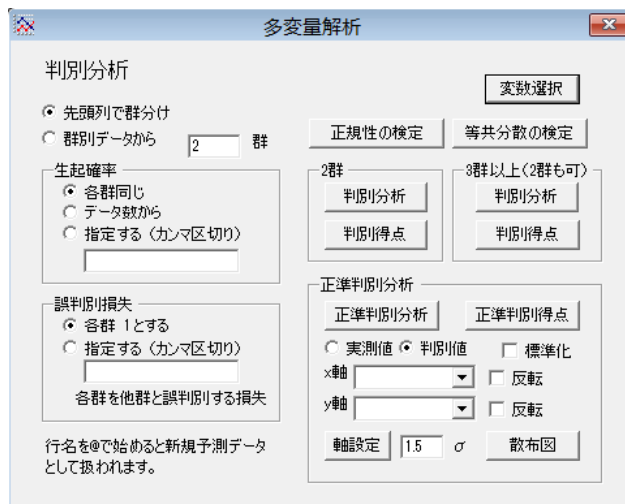 多変量解析
判別分析
変数選択
先頭列で群分け
群別データから 2 群
正規性の検定 等共分散の検定
生起確率
各群同じ
データ数から
指定する (カンマ区切り)
2群
判別分析
判別得点
3群以上(2群も可)
判別分析
判別得点
誤判別損失
各群 1とする
指定する (カンマ区切り)
各群を他群と誤判別する損失
正準判別分析
正準判別分析 正準判別得点
実測値 判別値 標準化
x軸 反転
y軸 反転
軸設定 1.5 σ 散布図
行名を@で始めると新規予測データ
として扱われます。